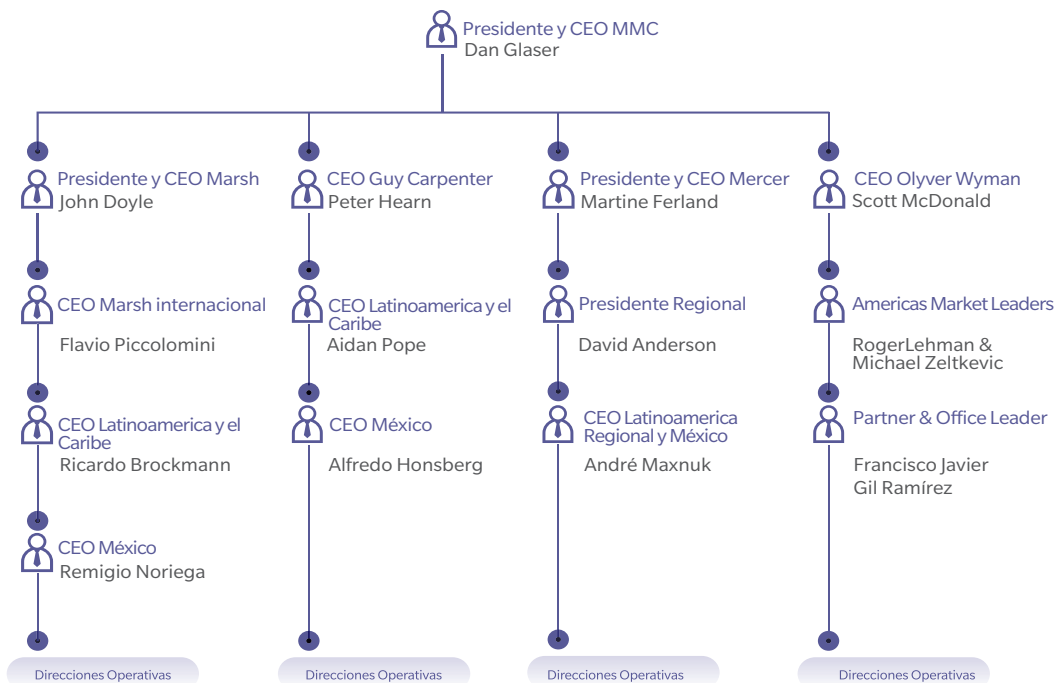 Presidente y CEO MMC
Dan Glaser
Presidente y CEO Marsh
John Doyle
CEO Guy Carpenter
Peter Hearn
Presidente y CEO Mercer
Martine Ferland
CEO Olyver Wyman
Scott McDonald
CEO Marsh internacional
Flavio Piccolomini
CEO Latinoamerica y el
Caribe
Aidan Pope
Presidente Regional
David Anderson
Americas Market Leaders
RogerLehman &
Michael Zeltkevic
CEO Latinoamerica y el
Caribe
Ricardo Brockmann
CEO México
Alfredo Honsberg
CEO Latinoamerica
Regional y México
André Maxnuk
Partner & Office Leader
Francisco Javier
Gil Ramírez
CEO México
Remigio Noriega
Direcciones Operativas
Direcciones Operativas
Direcciones Operativas
Direcciones Operativas